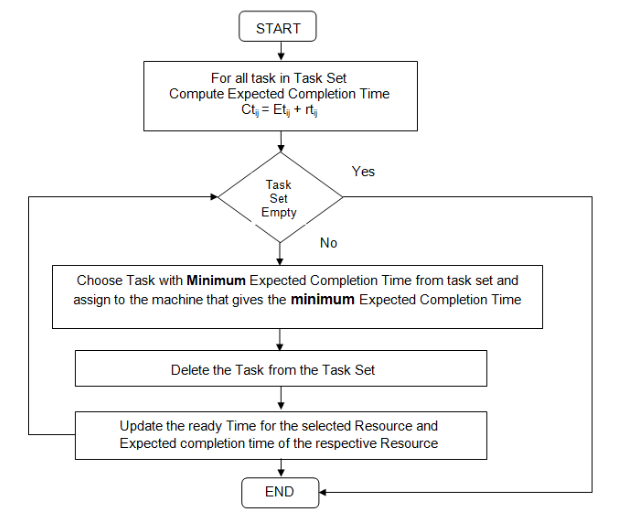 START
For all task in Task Set
Compute Expected Completion Time
Ctij = Etij + rtij
Task
Set
Empty
Yes
No
Choose Task with Minimum Expected Completion Time from task set and
assign to the machine that gives the minimum Expected Completion Time
Delete the Task from the Task Set
Update the ready Time for the selected Resource and
Expected completion time of the respective Resource
END